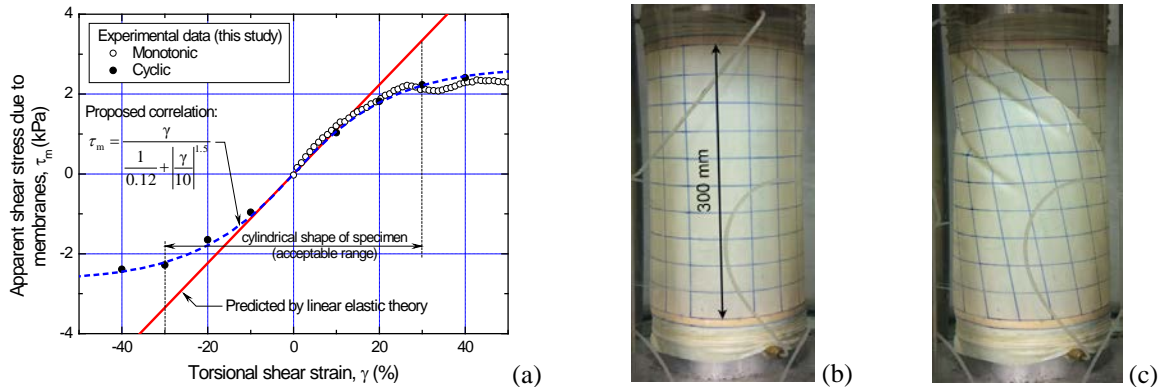 Apparent shear stress due to
membranes, τm (kPa)
4
2
0
-2
-4
Experimental data (this study)
Monotonic
Cyclic
Proposed correlation:
τm = γ / (1/0.12 + |γ/10|^1.5)
cylindrical shape of specimen
(acceptable range)
Predicted by linear elastic theory
-40 -20 0 20 40
Torsional shear strain, γ (%)
(a)
300 mm
(b)
(c)